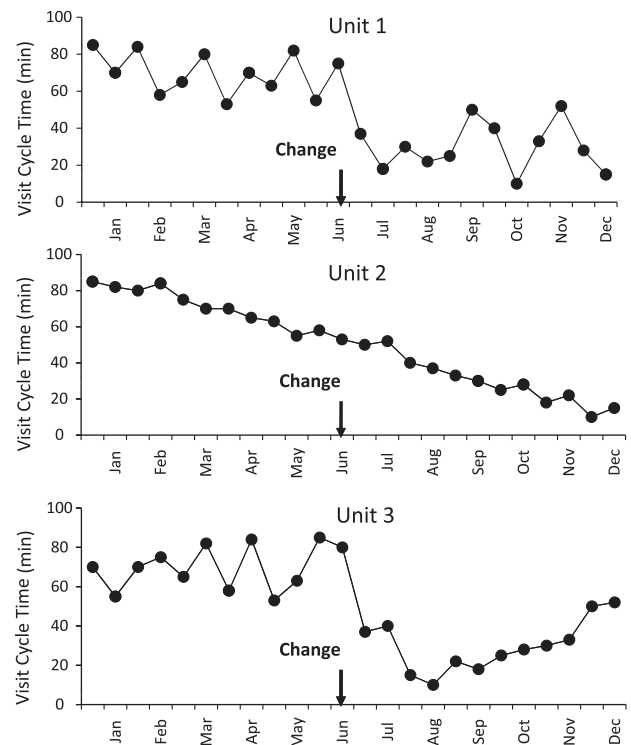 Unit 1
Visit Cycle Time (min)
100
80
60
40
20
0
Change
Jan Feb Mar Apr May Jun Jul Aug Sep Oct Nov Dec
Unit 2
Visit Cycle Time (min)
100
80
60
40
20
0
Change
Jan Feb Mar Apr May Jun Jul Aug Sep Oct Nov Dec
Unit 3
Visit Cycle Time (min)
100
80
60
40
20
0
Change
Jan Feb Mar Apr May Jun Jul Aug Sep Oct Nov Dec